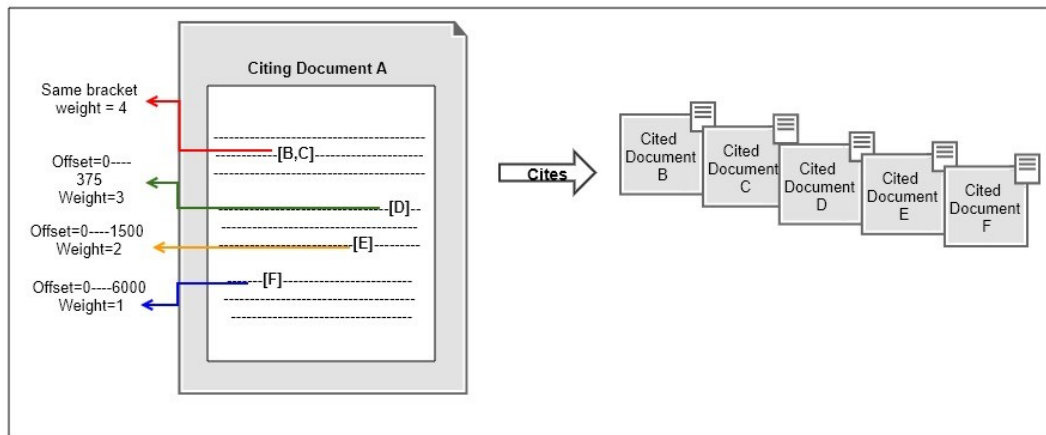 Citing Document A
Same bracket
weight = 4
[B,C]
Offset=0----
375
Weight=3
[D]
Offset=0----1500
Weight=2
[E]
Offset=0----6000
Weight=1
[F]
Cites
Cited
Document
B
Cited
Document
C
Cited
Document
D
Cited
Document
E
Cited
Document
F